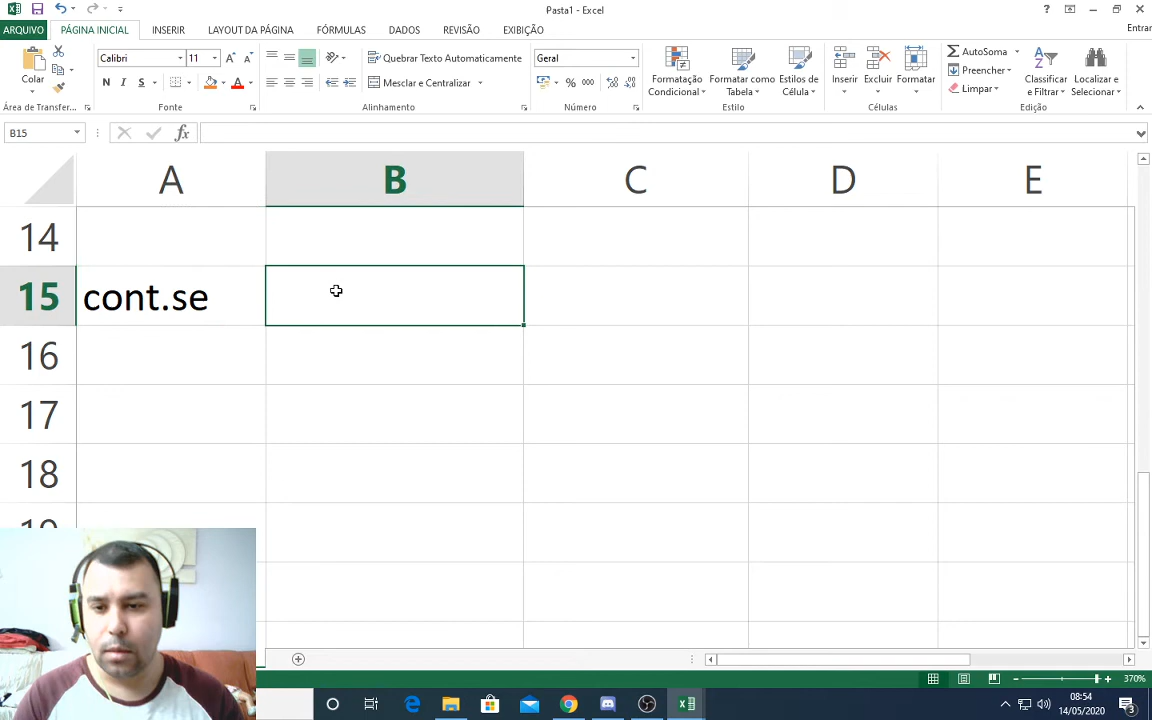 Pasta1 - Excel
ARQUIVO PÁGINA INICIAL INSERIR LAYOUT DA PÁGINA FÓRMULAS DADOS REVISÃO EXIBIÇÃO Entrar
Colar
Calibri 11
N I S
Quebrar Texto Automaticamente
Mesclar e Centralizar
Geral
% 000
Formatação Condicional
Formatar como Tabela
Estilos de Célula
Inserir Excluir Formatar
AutoSoma
Preencher
Limpar
Classificar e Filtrar
Localizar e Selecionar
Área de Transfer... Fonte Alinhamento Número Estilo Células Edição
B15 fx
A B C D E
14
15 cont.se
16
17
18
370%
08:54
14/05/2020
3